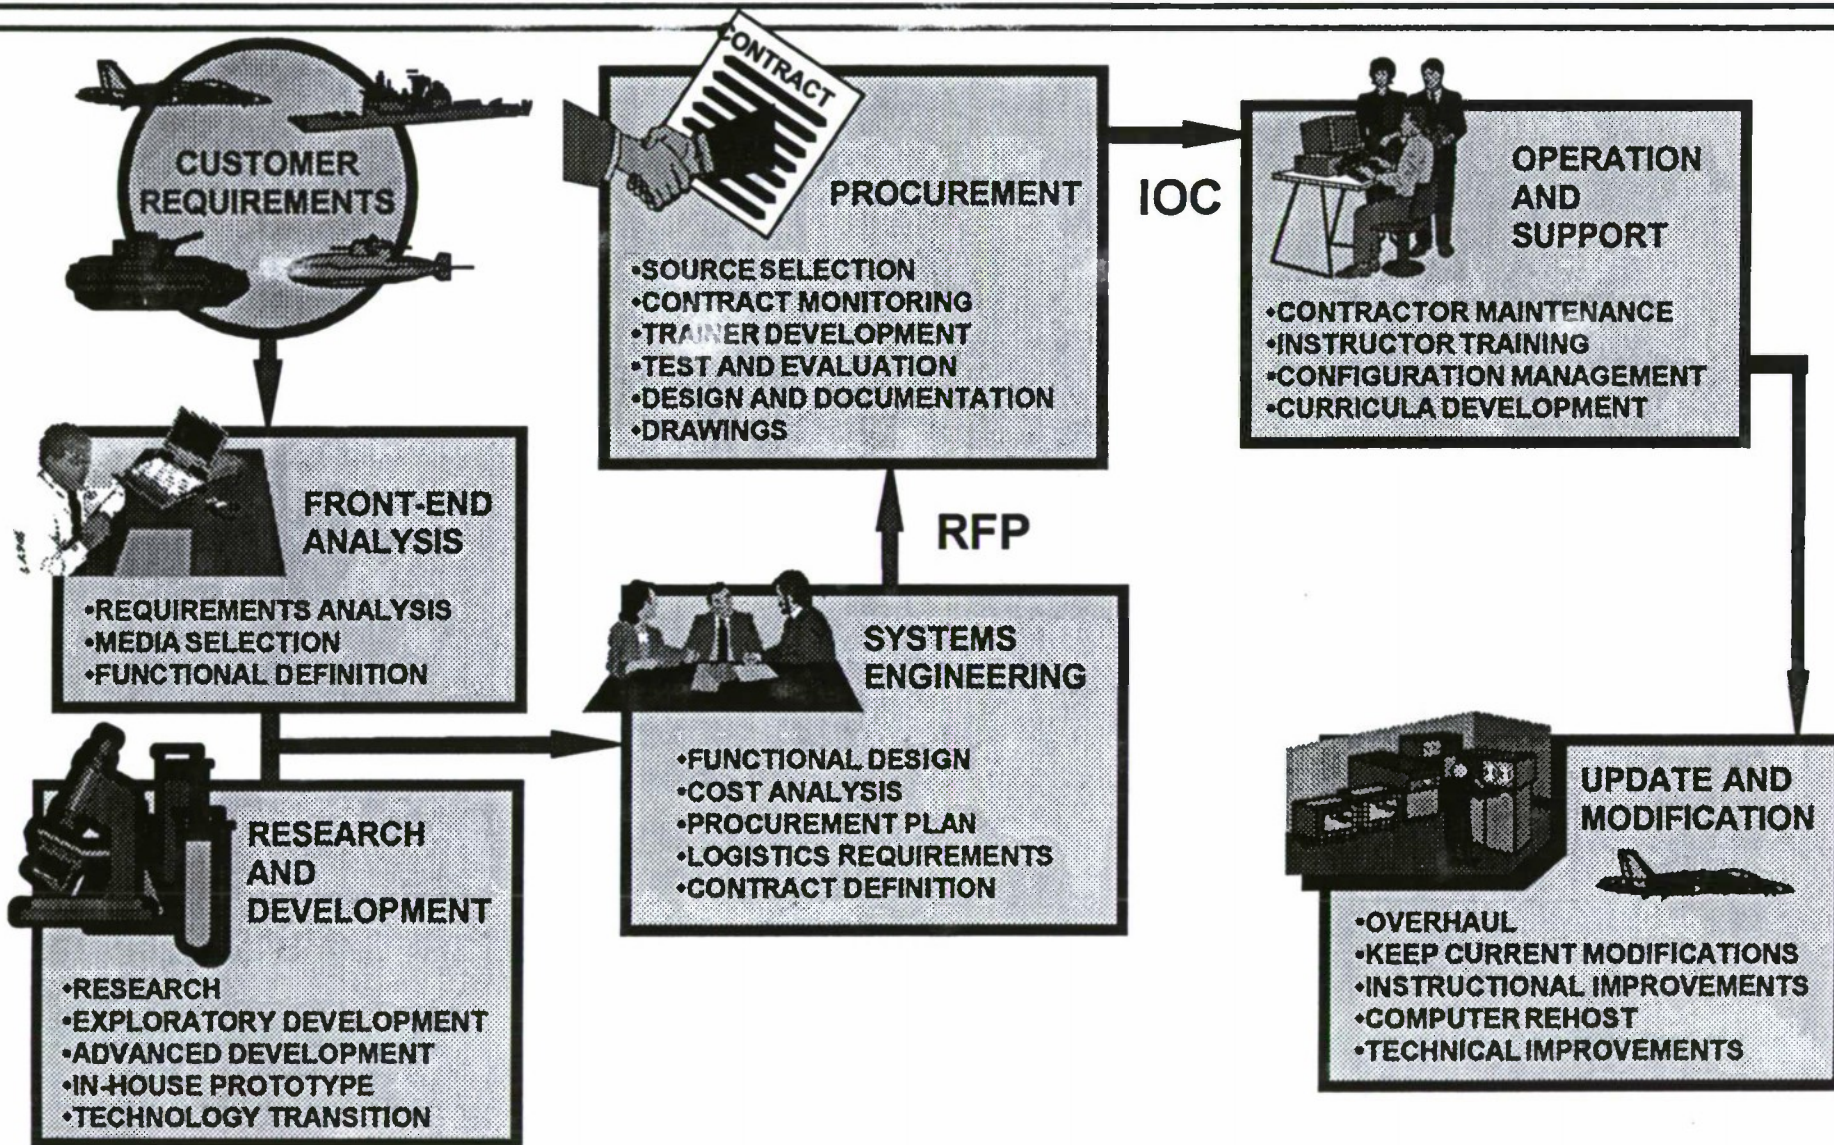 CUSTOMER
REQUIREMENTS
FRONT-END
ANALYSIS
•REQUIREMENTS ANALYSIS
•MEDIA SELECTION
•FUNCTIONAL DEFINITION
RESEARCH
AND
DEVELOPMENT
•RESEARCH
•EXPLORATORY DEVELOPMENT
•ADVANCED DEVELOPMENT
•IN-HOUSE PROTOTYPE
•TECHNOLOGY TRANSITION
SYSTEMS
ENGINEERING
•FUNCTIONAL DESIGN
•COST ANALYSIS
•PROCUREMENT PLAN
•LOGISTICS REQUIREMENTS
•CONTRACT DEFINITION
RFP
CONTRACT
PROCUREMENT
•SOURCE SELECTION
•CONTRACT MONITORING
•TRAINER DEVELOPMENT
•TEST AND EVALUATION
•DESIGN AND DOCUMENTATION
•DRAWINGS
IOC
OPERATION
AND
SUPPORT
•CONTRACTOR MAINTENANCE
•INSTRUCTOR TRAINING
•CONFIGURATION MANAGEMENT
•CURRICULA DEVELOPMENT
UPDATE AND
MODIFICATION
•OVERHAUL
•KEEP CURRENT MODIFICATIONS
•INSTRUCTIONAL IMPROVEMENTS
•COMPUTER REHOST
•TECHNICAL IMPROVEMENTS